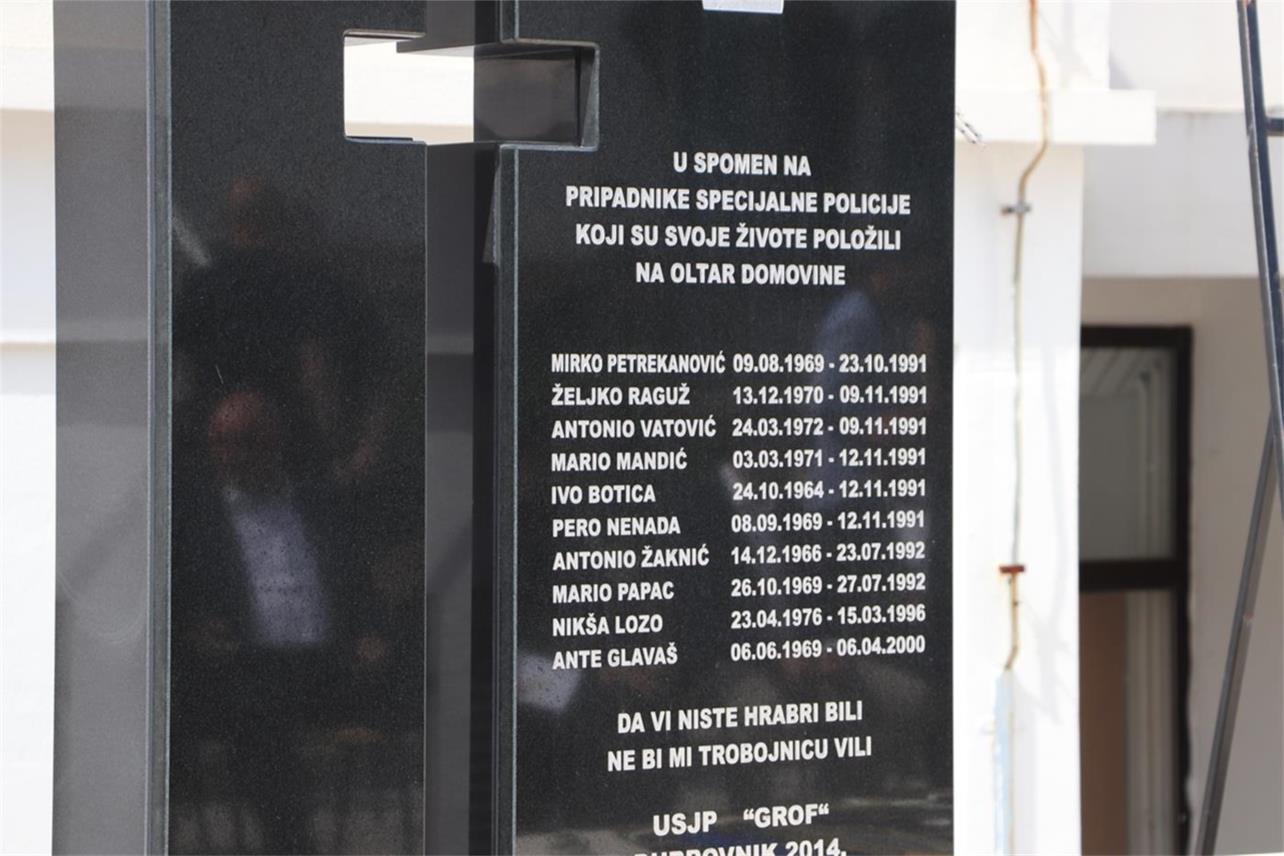 U SPOMEN NA
PRIPADNIKE SPECIJALNE POLICIJE
KOJI SU SVOJE ŽIVOTE POLOŽILI
NA OLTAR DOMOVINE
MIRKO PETREKANOVIĆ 09.08.1969 - 23.10.1991
ŽELJKO RAGUŽ 13.12.1970 - 09.11.1991
ANTONIO VATOVIĆ 24.03.1972 - 09.11.1991
MARIO MANDIĆ 03.03.1971 - 12.11.1991
IVO BOTICA 24.10.1964 - 12.11.1991
PERO NENADA 08.09.1969 - 12.11.1991
ANTONIO ŽAKNIĆ 14.12.1966 - 23.07.1992
MARIO PAPAC 26.10.1969 - 27.07.1992
NIKŠA LOZO 23.04.1976 - 15.03.1996
ANTE GLAVAŠ 06.06.1969 - 06.04.2000
DA VI NISTE HRABRI BILI
NE BI MI TROBOJNICU VILI
USJP “GROF“
DUBROVNIK 2014.